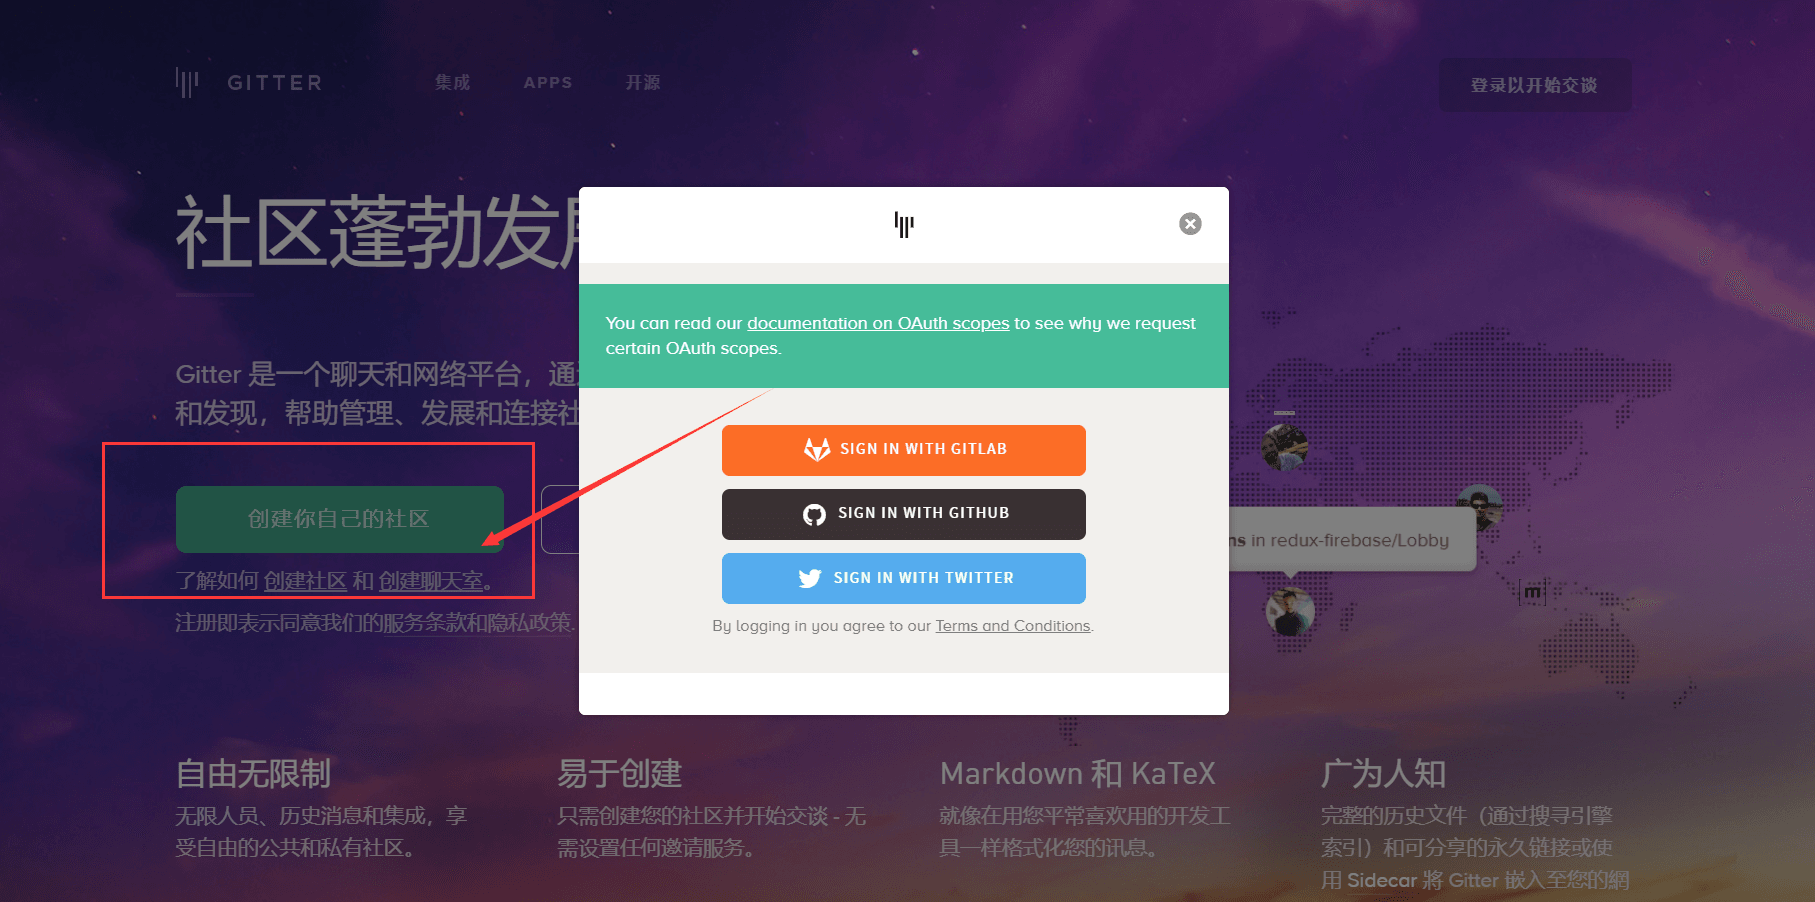 GITTER
集成
APPS
开源
登录以开始交谈
社区蓬勃发
You can read our documentation on OAuth scopes to see why we request
certain OAuth scopes.
Gitter 是一个聊天和网络平台，通
和发现，帮助管理、发展和连接社
SIGN IN WITH GITLAB
SIGN IN WITH GITHUB
SIGN IN WITH TWITTER
By logging in you agree to our Terms and Conditions.
创建你自己的社区
了解如何 创建社区 和 创建聊天室。
注册即表示同意我们的服务条款和隐私政策.
in redux-firebase/Lobby
m
自由无限制
无限人员、历史消息和集成，享
受自由的公共和私有社区。
易于创建
只需创建您的社区并开始交谈 - 无
需设置任何邀请服务。
Markdown 和 KaTeX
就像在用您平常喜欢用的开发工
具一样格式化您的讯息。
广为人知
完整的历史文件（通过搜寻引擎
索引）和可分享的永久链接或使
用 Sidecar 將 Gitter 嵌入至您的網